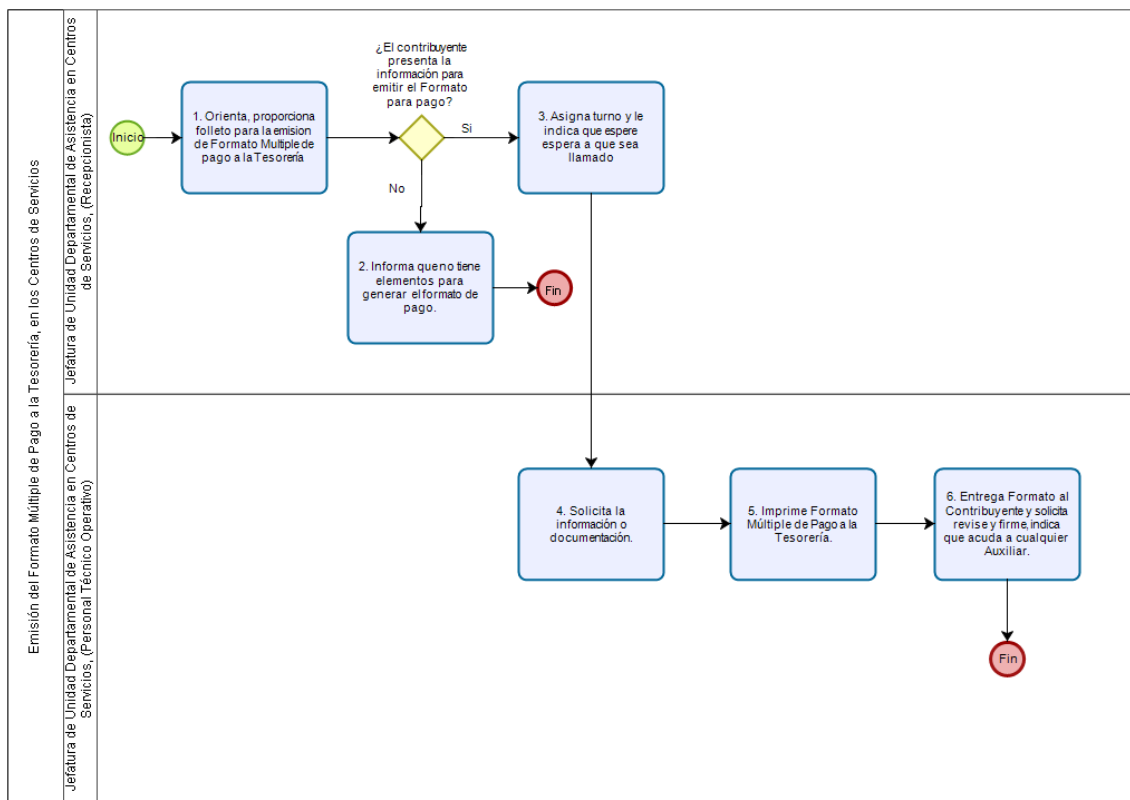 Emisión del Formato Múltiple de Pago a la Tesorería, en los Centros de Servicios
Jefatura de Unidad Departamental de Asistencia en Centros
de Servicios, (Recepcionista)
Inicio
1. Orienta, proporciona
folleto para la emision
de Formato Multiple de
pago a la Tesorería
¿El contribuyente
presenta la
información para
emitir el Formato
para pago?
Si
No
3. Asigna turno y le
indica que espere
espera a que sea
llamado
2. Informa que no tiene
elementos para
generar el formato de
pago.
Fin
Jefatura de Unidad Departamental de Asistencia en Centros de
Servicios, (Personal Técnico Operativo)
4. Solicita la
información o
documentación.
5. Imprime Formato
Múltiple de Pago a la
Tesorería.
6. Entrega Formato al
Contribuyente y solicita
revise y firme, indica
que acuda a cualquier
Auxiliar.
Fin